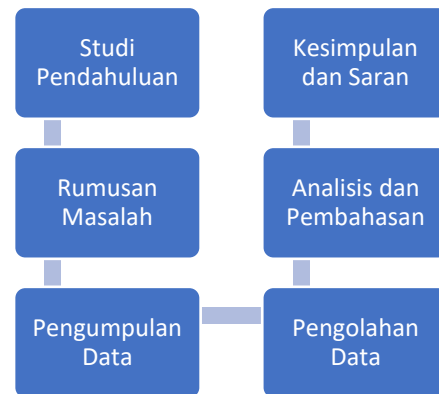 Studi
Pendahuluan
Rumusan
Masalah
Pengumpulan
Data
Pengolahan
Data
Analisis dan
Pembahasan
Kesimpulan
dan Saran